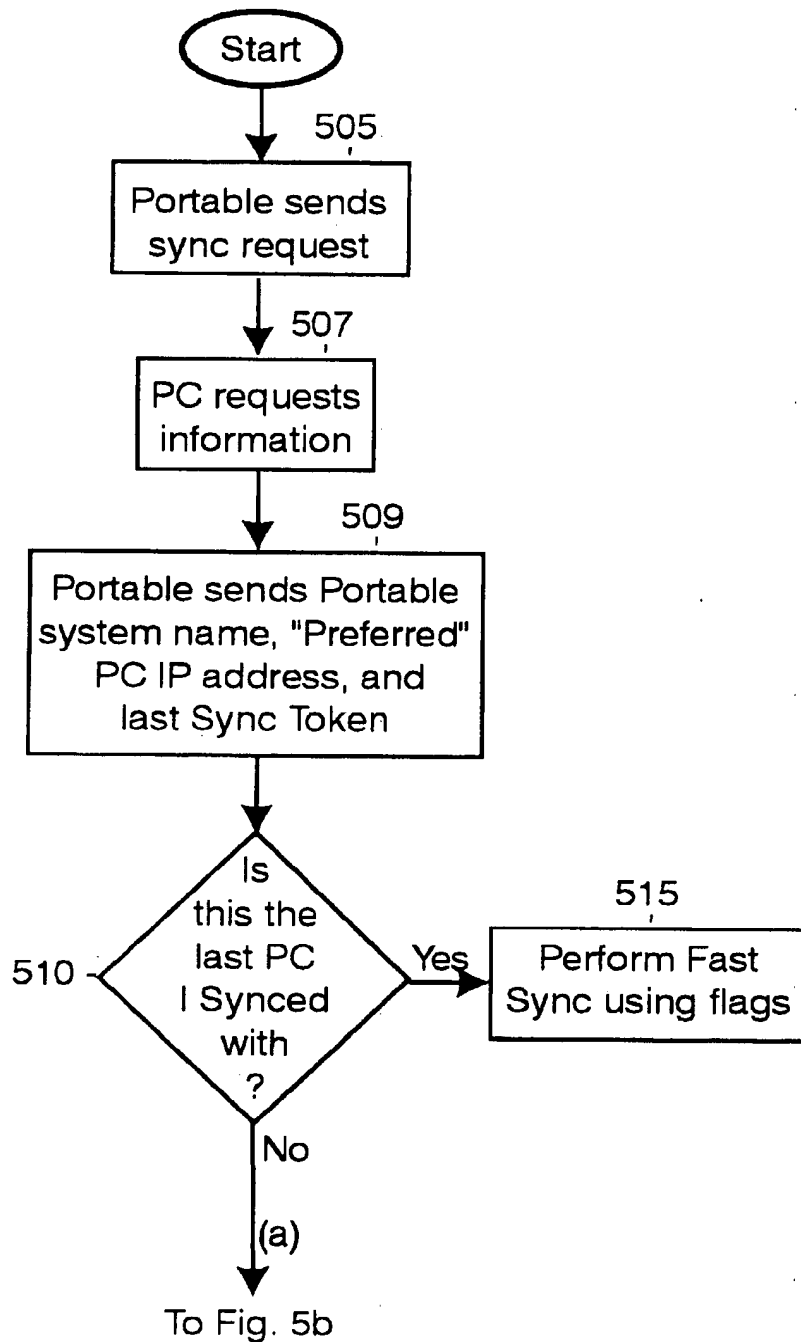 Start
505
Portable sends
sync request
507
PC requests
information
509
Portable sends Portable
system name, "Preferred"
PC IP address, and
last Sync Token
Is
this the
last PC
I Synced
with
?
510
Yes
515
Perform Fast
Sync using flags
No
(a)
To Fig. 5b